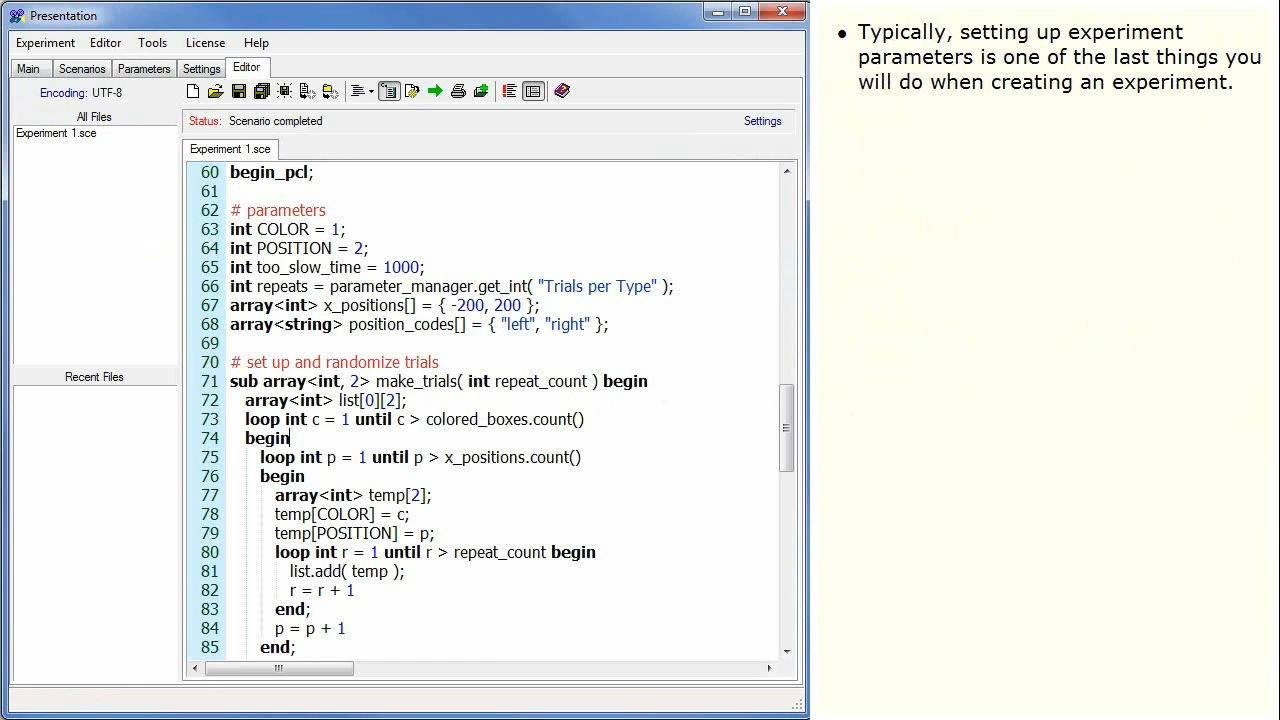 Presentation
Experiment Editor Tools License Help
Main Scenarios Parameters Settings Editor
Encoding: UTF-8
All Files
Experiment 1.sce
Recent Files
Status: Scenario completed Settings
Experiment 1.sce
60 begin_pcl;
61
62 # parameters
63 int COLOR = 1;
64 int POSITION = 2;
65 int too_slow_time = 1000;
66 int repeats = parameter_manager.get_int( "Trials per Type" );
67 array<int> x_positions[] = { -200, 200 };
68 array<string> position_codes[] = { "left", "right" };
69
70 # set up and randomize trials
71 sub array<int, 2> make_trials( int repeat_count ) begin
72 array<int> list[0][2];
73 loop int c = 1 until c > colored_boxes.count()
74 begin
75 loop int p = 1 until p > x_positions.count()
76 begin
77 array<int> temp[2];
78 temp[COLOR] = c;
79 temp[POSITION] = p;
80 loop int r = 1 until r > repeat_count begin
81 list.add( temp );
82 r = r + 1
83 end;
84 p = p + 1
85 end;
• Typically, setting up experiment
parameters is one of the last things you
will do when creating an experiment.